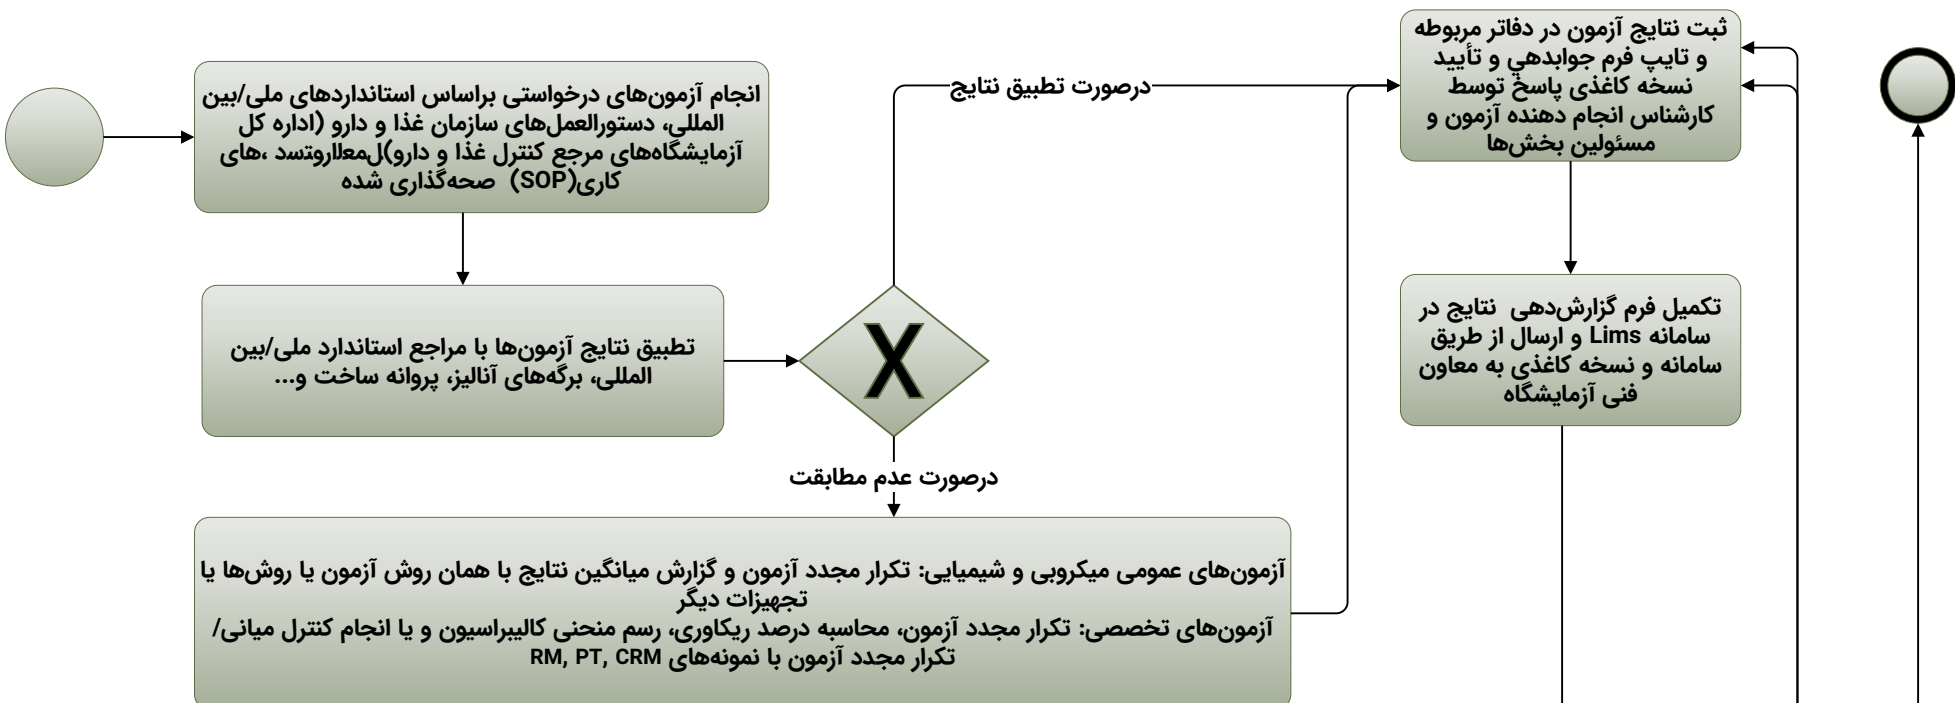 انجام آزمون‌های درخواستی براساس استانداردهای ملی/بین
المللی، دستورالعمل‌های سازمان غذا و دارو (اداره کل
آزمایشگاه‌های مرجع کنترل غذا و دارو)لمعلاروتسد ،های
کاری(SOP) صحه‌گذاری شده
تطبیق نتایج آزمون‌ها با مراجع استاندارد ملی/بین
المللی، برگه‌های آنالیز، پروانه ساخت و...
X
درصورت تطبیق نتایج
درصورت عدم مطابقت
آزمون‌های عمومی میکروبی و شیمیایی: تکرار مجدد آزمون و گزارش میانگین نتایج با همان روش آزمون یا روش‌ها یا
تجهیزات دیگر
آزمون‌های تخصصی: تکرار مجدد آزمون، محاسبه درصد ریکاوری، رسم منحنی کالیبراسیون و یا انجام کنترل میانی/
تکرار مجدد آزمون با نمونه‌های RM, PT, CRM
ثبت نتایج آزمون در دفاتر مربوطه
و تایپ فرم جوابدهي و تأیید
نسخه کاغذی پاسخ توسط
کارشناس انجام دهنده آزمون و
مسئولین بخش‌ها
تکمیل فرم گزارش‌دهی نتایج در
سامانه Lims و ارسال از طریق
سامانه و نسخه کاغذی به معاون
فنی آزمایشگاه